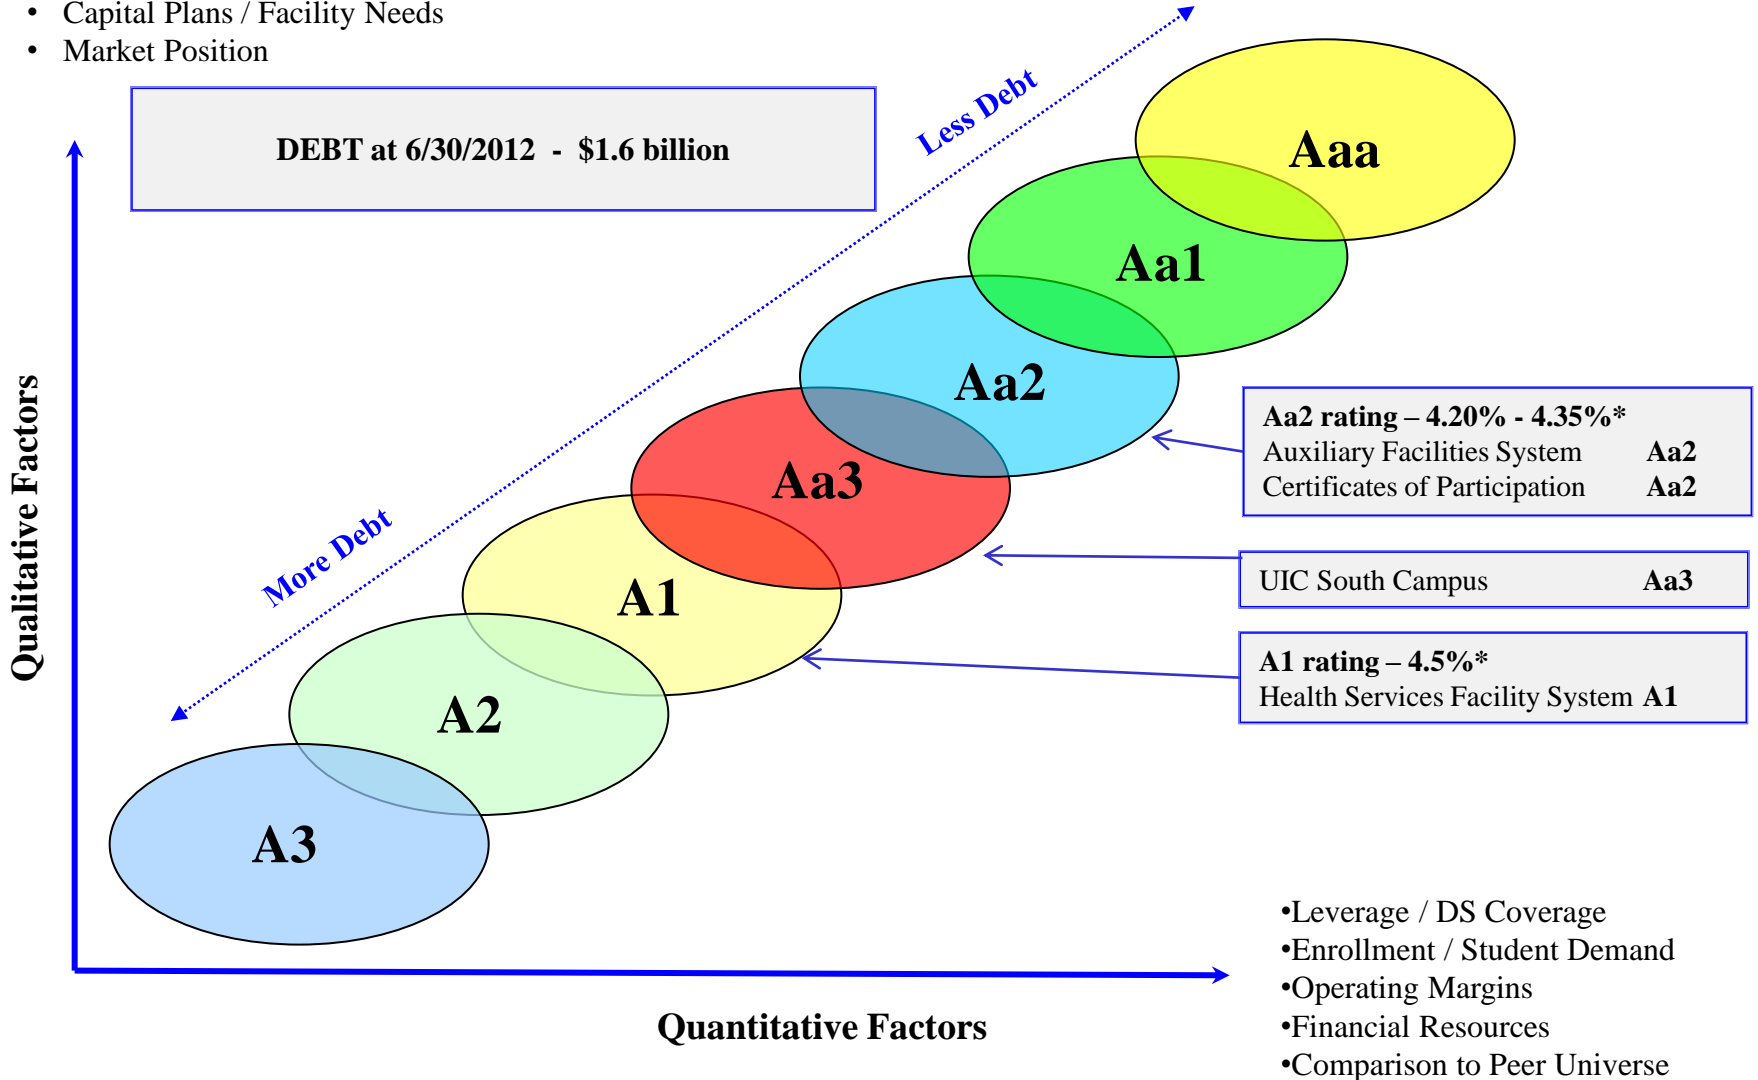 • Capital Plans / Facility Needs
• Market Position
DEBT at 6/30/2012 - $1.6 billion
Less Debt
More Debt
Aaa
Aa1
Aa2
Aa3
A1
A2
A3
Aa2 rating – 4.20% - 4.35%*
Auxiliary Facilities System Aa2
Certificates of Participation Aa2
UIC South Campus Aa3
A1 rating – 4.5%*
Health Services Facility System A1
Qualitative Factors
Quantitative Factors
•Leverage / DS Coverage
•Enrollment / Student Demand
•Operating Margins
•Financial Resources
•Comparison to Peer Universe